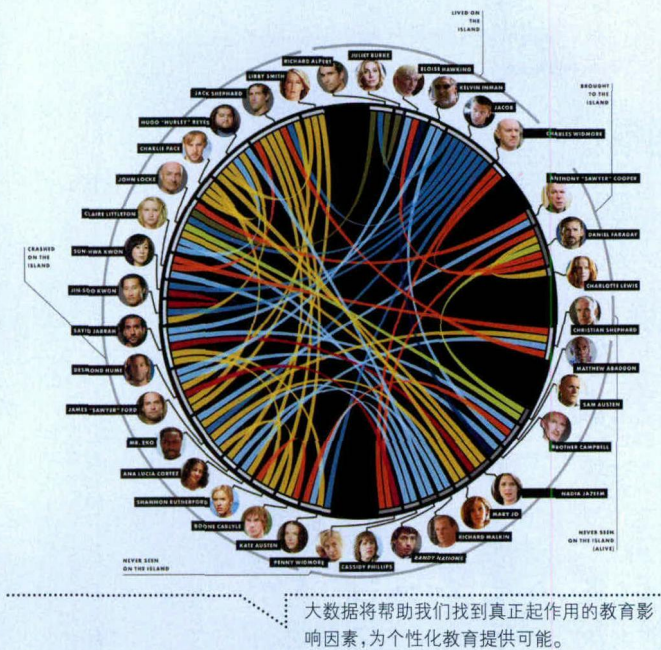 LIVED ON
THE
ISLAND
JULIET BURKE
RICHARD ALPERT
ELOISE HAWKING
LIBBY SMITH
KELVIN INMAN
BROUGHT
TO THE
ISLAND
JACK SHEPHARD
JACOB
HUGO "HURLEY" REYES
CHARLES WIDMORE
CHARLIE PACE
JOHN LOCKE
ANTHONY "SAWYER" COOPER
CLAIRE LITTLETON
DANIEL FARADAY
CRASHED
ON THE
ISLAND
SUN-HWA KWON
CHARLOTTE LEWIS
JIN-SOO KWON
SAYID JARRAH
CHRISTIAN SHEPHARD
DESMOND HUME
MATTHEW ABADDON
JAMES "SAWYER" FORD
SAM AUSTEN
MR. EKO
BROTHER CAMPBELL
ANA LUCIA CORTEZ
NADIA JAZEEM
SHANNON RUTHERFORD
MARY JO
BOONE CARLYLE
RICHARD MALKIN
KATE AUSTEN
RANDY NATIONS
PENNY WIDMORE
CASSIDY PHILLIPS
NEVER SEEN
ON THE ISLAND
(ALIVE)
NEVER SEEN
ON THE ISLAND
大数据将帮助我们找到真正起作用的教育影
响因素,为个性化教育提供可能。